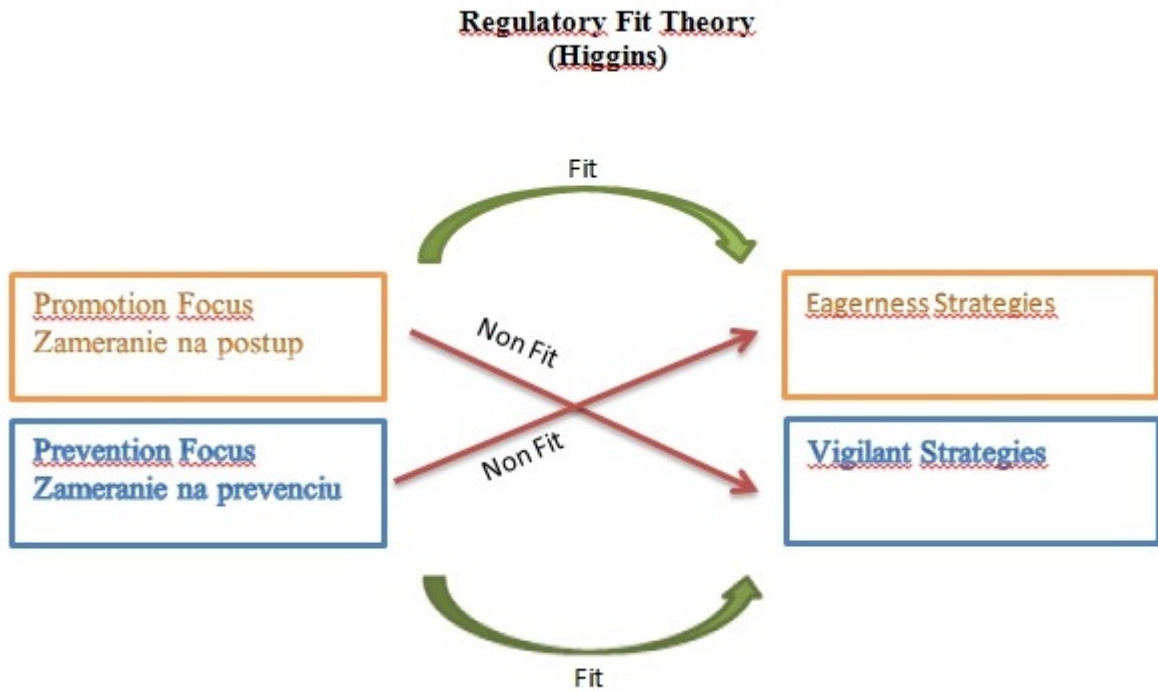 Regulatory Fit Theory
(Higgins)
Fit
Promotion Focus
Zameranie na postup
Eagerness Strategies
Non Fit
Non Fit
Prevention Focus
Zameranie na prevenciu
Vigilant Strategies
Fit